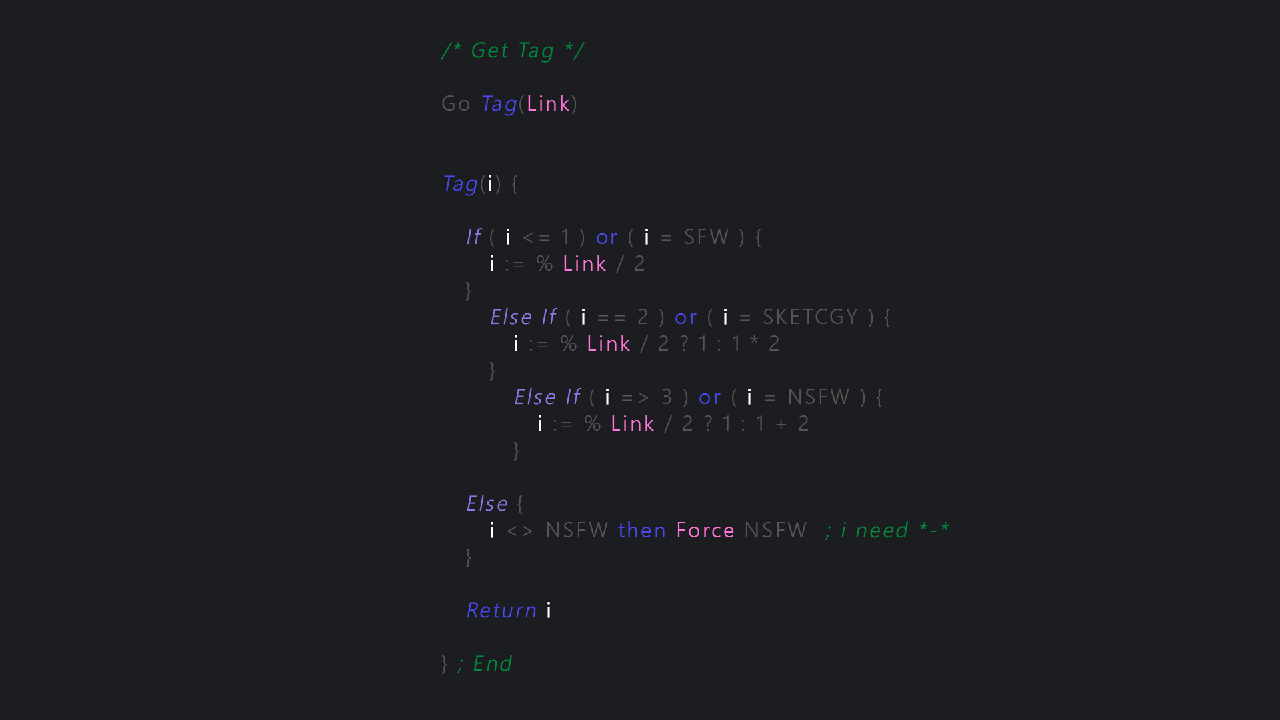 /* Get Tag */
Go Tag(Link)
Tag(i) {
If ( i <= 1 ) or ( i = SFW ) {
i := % Link / 2
}
Else If ( i == 2 ) or ( i = SKETCGY ) {
i := % Link / 2 ? 1 : 1 * 2
}
Else If ( i => 3 ) or ( i = NSFW ) {
i := % Link / 2 ? 1 : 1 + 2
}
Else {
i <> NSFW then Force NSFW ; i need *-*
}
Return i
} ; End